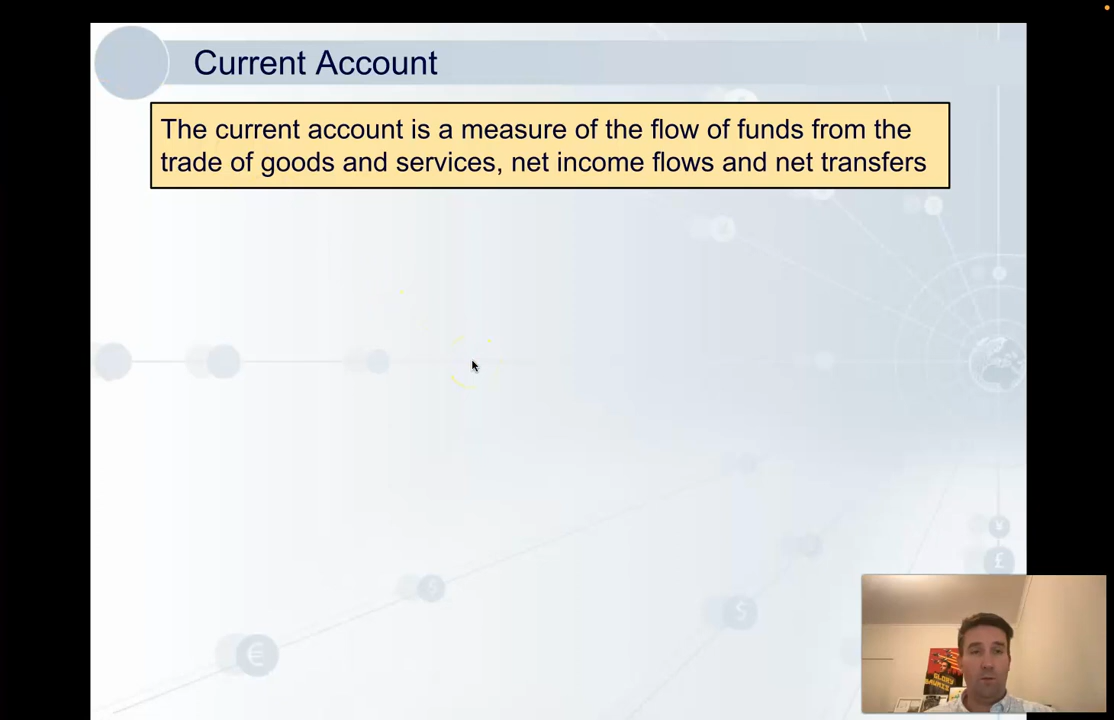 Current Account
The current account is a measure of the flow of funds from the
trade of goods and services, net income flows and net transfers
GLORY